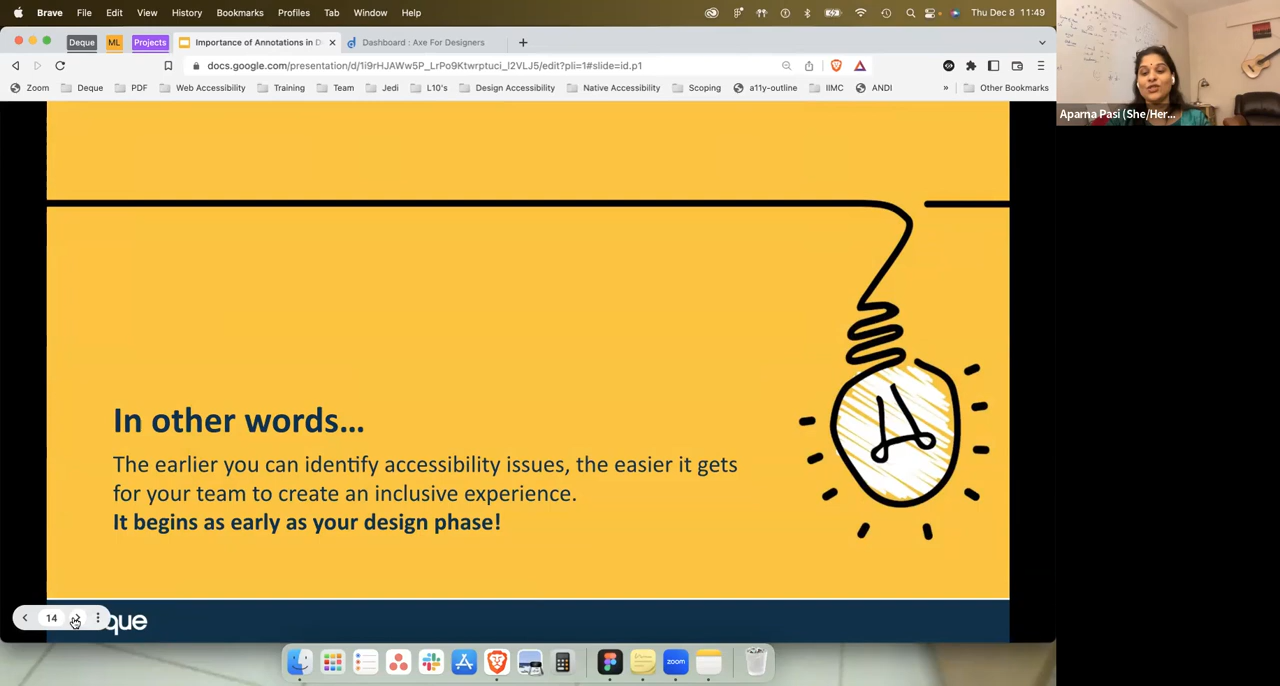 Brave File Edit View History Bookmarks Profiles Tab Window Help Thu Dec 8 11:49
Deque ML Projects Importance of Annotations in D Dashboard : Axe For Designers
docs.google.com/presentation/d/1i9rHJAWw5P_LrPo9Ktwrptuci_I2VLJ5/edit?pli=1#slide=id.p1
Zoom Deque PDF Web Accessibility Training Team Jedi L10's Design Accessibility Native Accessibility Scoping a11y-outline IIMC ANDI » Other Bookmarks
Aparna Pasi (She/Her...
In other words...
The earlier you can identify accessibility issues, the easier it gets
for your team to create an inclusive experience.
It begins as early as your design phase!
14
que
zoom